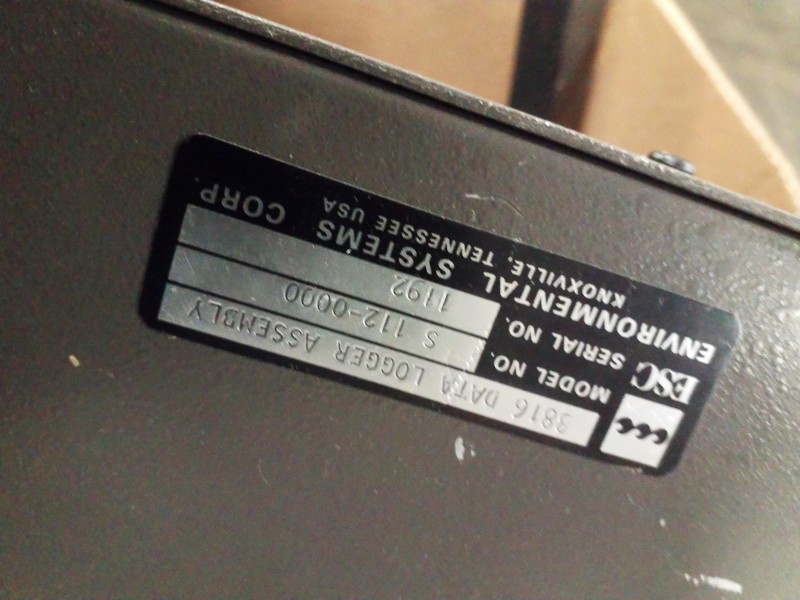 3816 DATA LOGGER ASSEMBLY
MODEL NO. S 112-0000
SERIAL NO. 1192
ESC ENVIRONMENTAL SYSTEMS CORP
KNOXVILLE, TENNESSEE USA